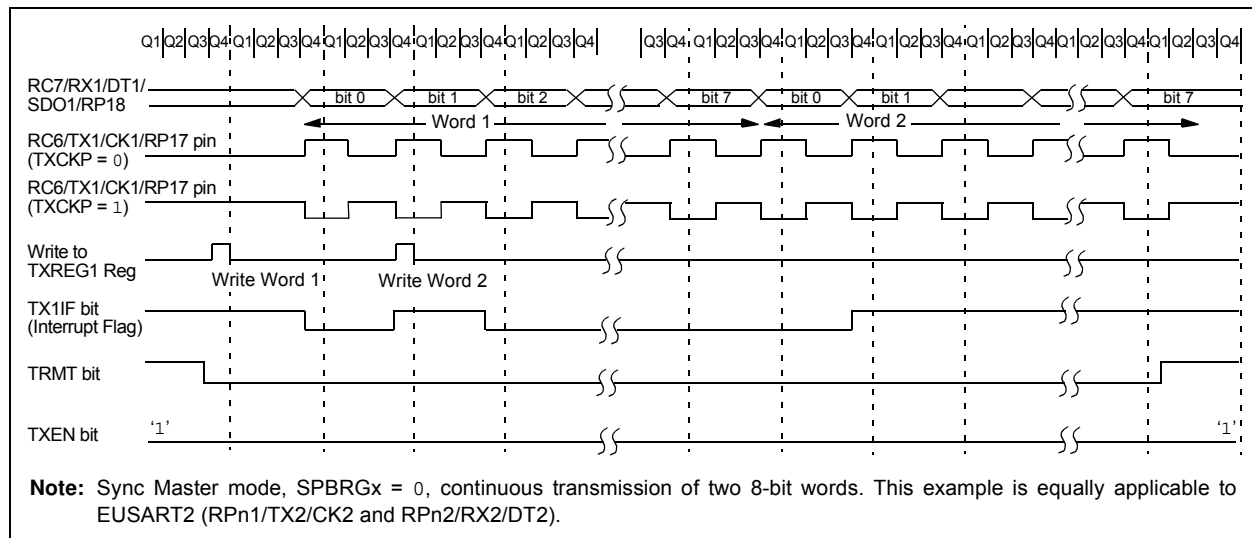 Q1 Q2 Q3 Q4 Q1 Q2 Q3 Q4 Q1 Q2 Q3 Q4 Q1 Q2 Q3 Q4 Q1 Q2 Q3 Q4 Q3 Q4 Q1 Q2 Q3 Q4 Q1 Q2 Q3 Q4 Q1 Q2 Q3 Q4 Q1 Q2 Q3 Q4 Q1 Q2 Q3 Q4 Q1 Q2 Q3 Q4
RC7/RX1/DT1/
SDO1/RP18
bit 0 bit 1 bit 2 bit 7 bit 0 bit 1 bit 7
Word 1 Word 2
RC6/TX1/CK1/RP17 pin
(TXCKP = 0)
RC6/TX1/CK1/RP17 pin
(TXCKP = 1)
Write to
TXREG1 Reg
Write Word 1 Write Word 2
TX1IF bit
(Interrupt Flag)
TRMT bit
TXEN bit
‘1’ ‘1’
Note: Sync Master mode, SPBRGx = 0, continuous transmission of two 8-bit words. This example is equally applicable to
EUSART2 (RPn1/TX2/CK2 and RPn2/RX2/DT2).